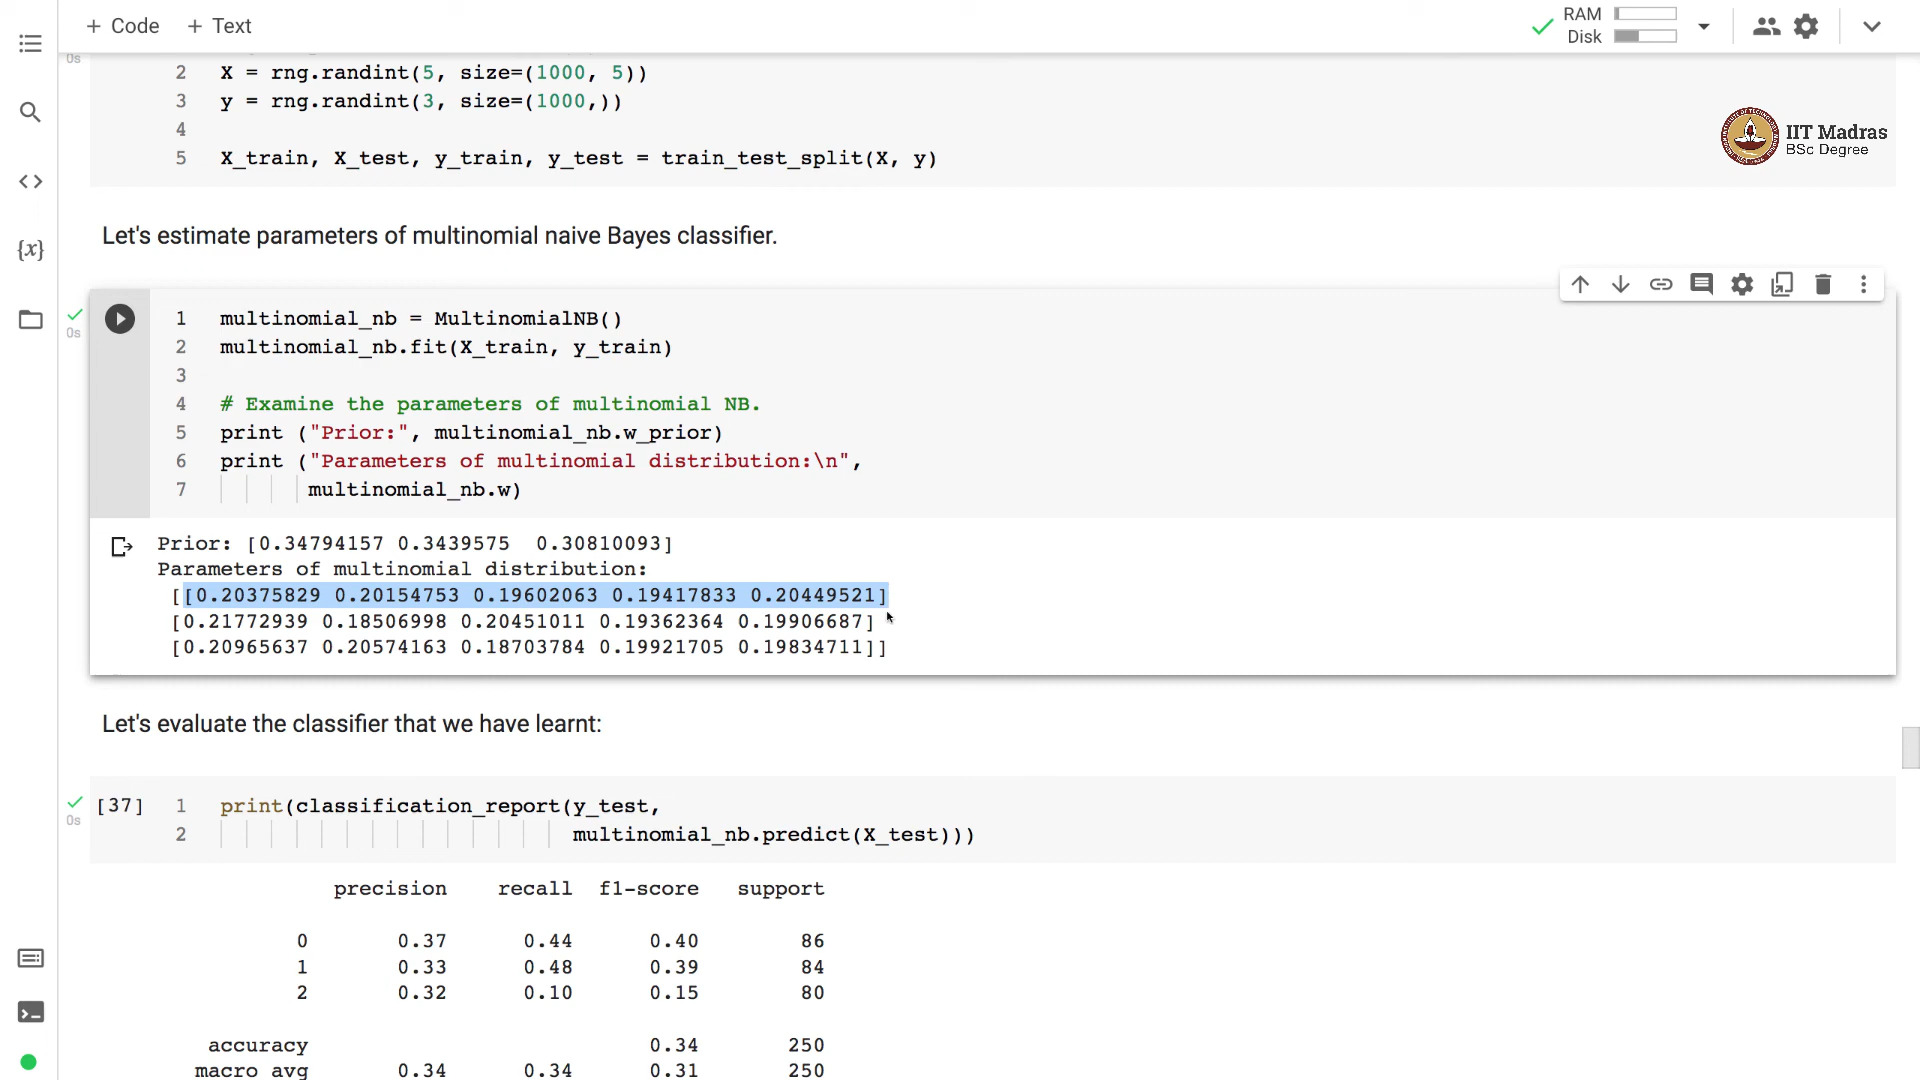 + Code + Text
RAM
Disk
0s
2 X = rng.randint(5, size=(1000, 5))
3 y = rng.randint(3, size=(1000,))
4
5 X_train, X_test, y_train, y_test = train_test_split(X, y)
IIT Madras
BSc Degree
Let's estimate parameters of multinomial naive Bayes classifier.
0s
1 multinomial_nb = MultinomialNB()
2 multinomial_nb.fit(X_train, y_train)
3
4 # Examine the parameters of multinomial NB.
5 print ("Prior:", multinomial_nb.w_prior)
6 print ("Parameters of multinomial distribution:\n",
7 multinomial_nb.w)
Prior: [0.34794157 0.3439575 0.30810093]
Parameters of multinomial distribution:
[[0.20375829 0.20154753 0.19602063 0.19417833 0.20449521]
[0.21772939 0.18506998 0.20451011 0.19362364 0.19906687]
[0.20965637 0.20574163 0.18703784 0.19921705 0.19834711]]
Let's evaluate the classifier that we have learnt:
0s
[37] 1 print(classification_report(y_test,
2 multinomial_nb.predict(X_test)))
precision recall f1-score support
0 0.37 0.44 0.40 86
1 0.33 0.48 0.39 84
2 0.32 0.10 0.15 80
accuracy 0.34 250
macro avg 0.34 0.34 0.31 250